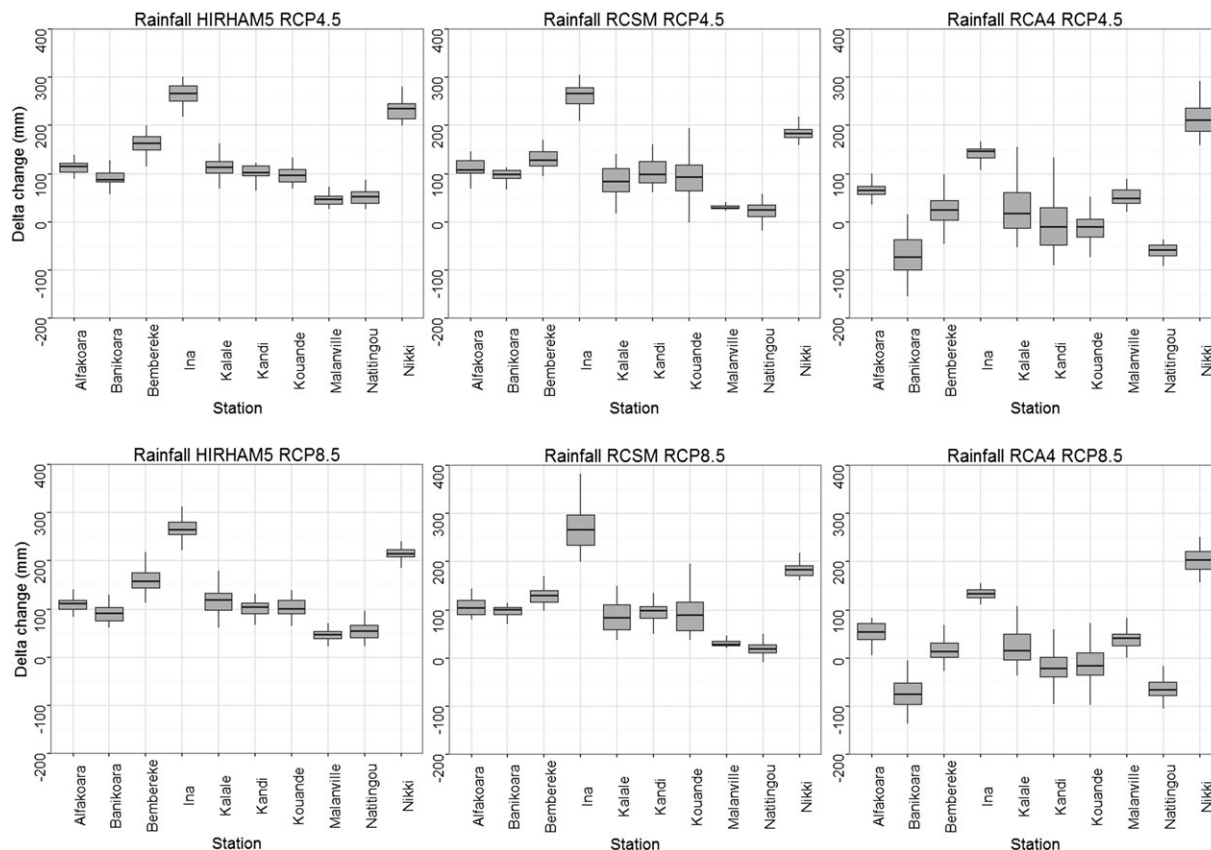 Rainfall HIRHAM5 RCP4.5
Rainfall RCSM RCP4.5
Rainfall RCA4 RCP4.5
Delta change (mm)
400
300
200
100
0
-100
-200
400
300
200
100
0
-100
-200
400
300
200
100
0
-100
-200
Alfakoara
Banikoara
Bembereke
Ina
Kalale
Kandi
Kouande
Malanville
Natitingou
Nikki
Alfakoara
Banikoara
Bembereke
Ina
Kalale
Kandi
Kouande
Malanville
Natitingou
Nikki
Alfakoara
Banikoara
Bembereke
Ina
Kalale
Kandi
Kouande
Malanville
Natitingou
Nikki
Station
Station
Station
Rainfall HIRHAM5 RCP8.5
Rainfall RCSM RCP8.5
Rainfall RCA4 RCP8.5
Delta change (mm)
400
300
200
100
0
-100
-200
400
300
200
100
0
-100
-200
400
300
200
100
0
-100
-200
Alfakoara
Banikoara
Bembereke
Ina
Kalale
Kandi
Kouande
Malanville
Natitingou
Nikki
Alfakoara
Banikoara
Bembereke
Ina
Kalale
Kandi
Kouande
Malanville
Natitingou
Nikki
Alfakoara
Banikoara
Bembereke
Ina
Kalale
Kandi
Kouande
Malanville
Natitingou
Nikki
Station
Station
Station